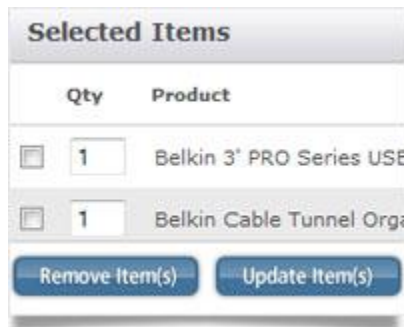 Selected Items
Qty Product
1 Belkin 3' PRO Series USB
1 Belkin Cable Tunnel Orga
Remove Item(s) Update Item(s)